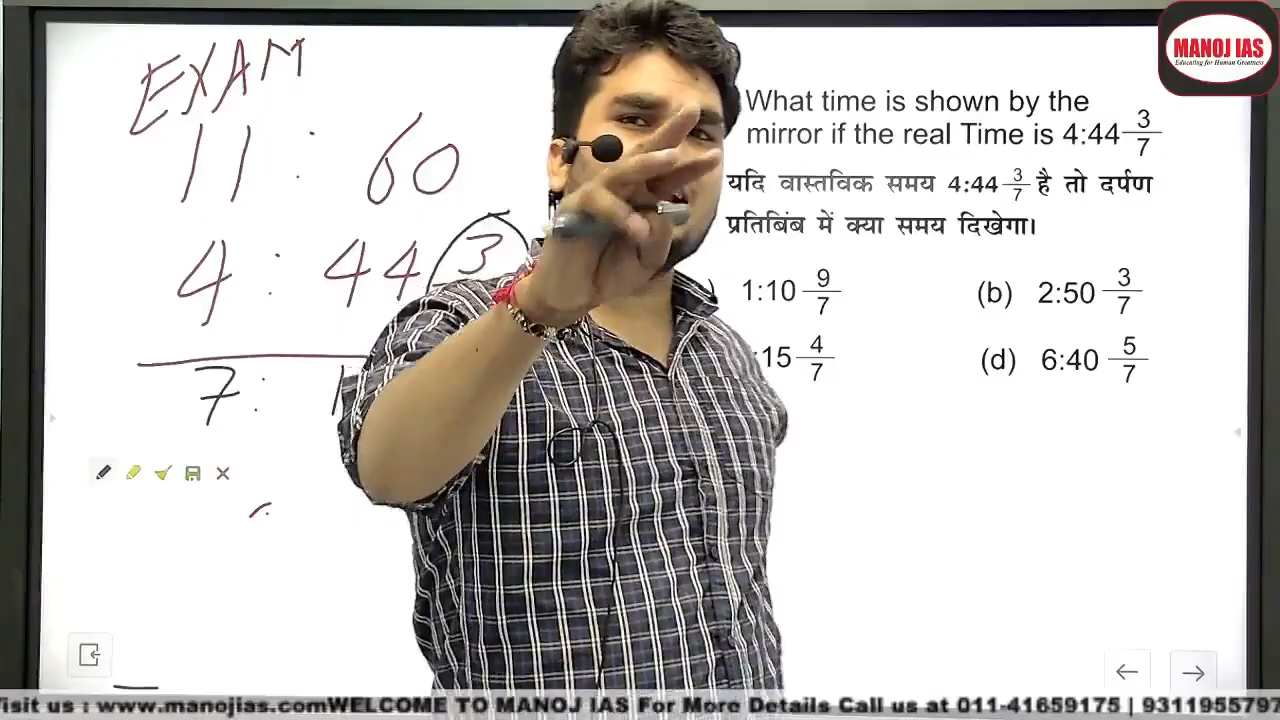 MANOJ IAS
Educating for Human Greatness
EXAM
11 : 60
4 : 44 3
7 : 1
What time is shown by the
mirror if the real Time is 4:44 3/7
यदि वास्तविक समय 4:44 3/7 है तो दर्पण
प्रतिबिंब में क्या समय दिखेगा।
1:10 9/7
(b) 2:50 3/7
:15 4/7
(d) 6:40 5/7
isit us : www.manojias.comWELCOME TO MANOJ IAS For More Details Call us at 011-41659175 | 9311955797